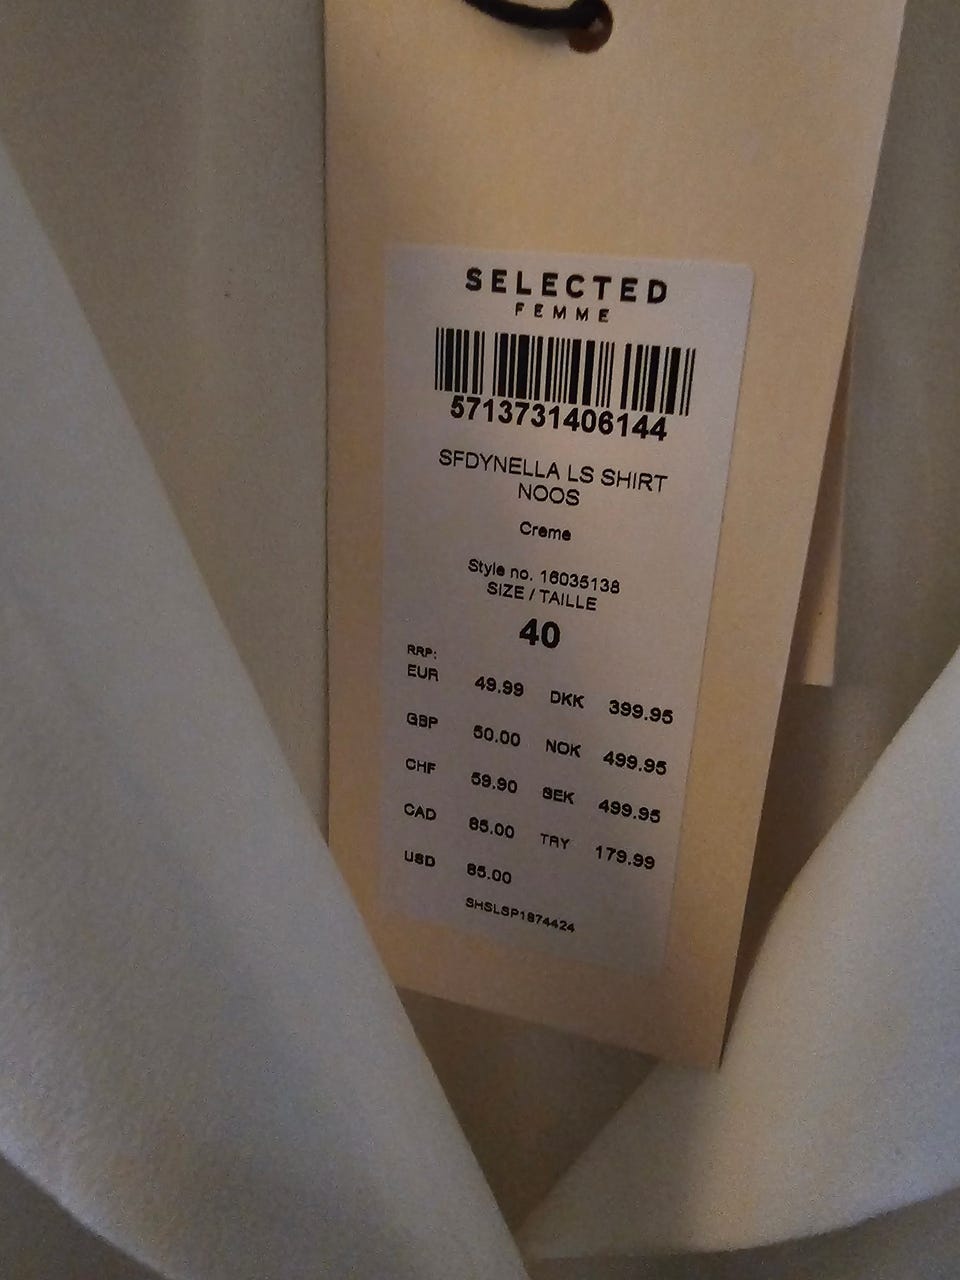 SELECTED
FEMME
5713731406144
SFDYNELLA LS SHIRT
NOOS
Creme
Style no. 16035138
SIZE / TAILLE
40
RRP:
EUR 49.99 DKK 399.95
GBP 50.00 NOK 499.95
CHF 59.90 SEK 499.95
CAD 85.00 TRY 179.99
USD 85.00
SHSLSP1874424